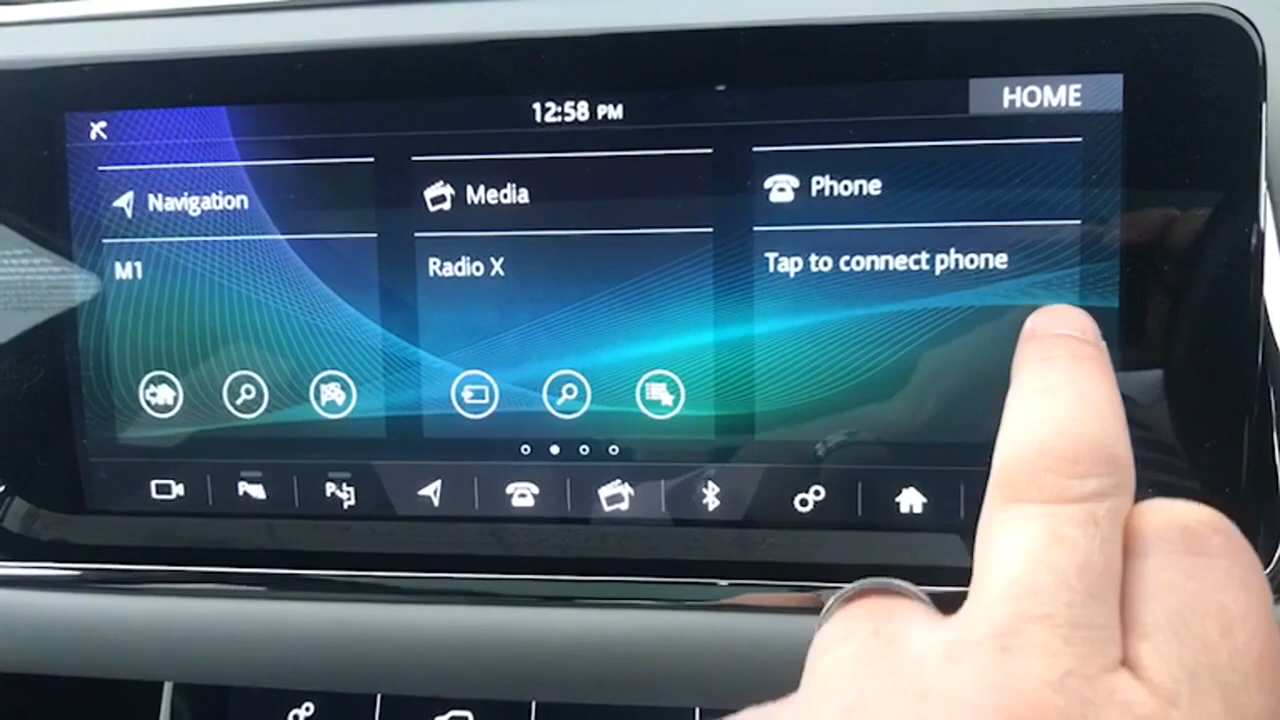 12:58 PM
HOME
Navigation
Media
Phone
M1
Radio X
Tap to connect phone